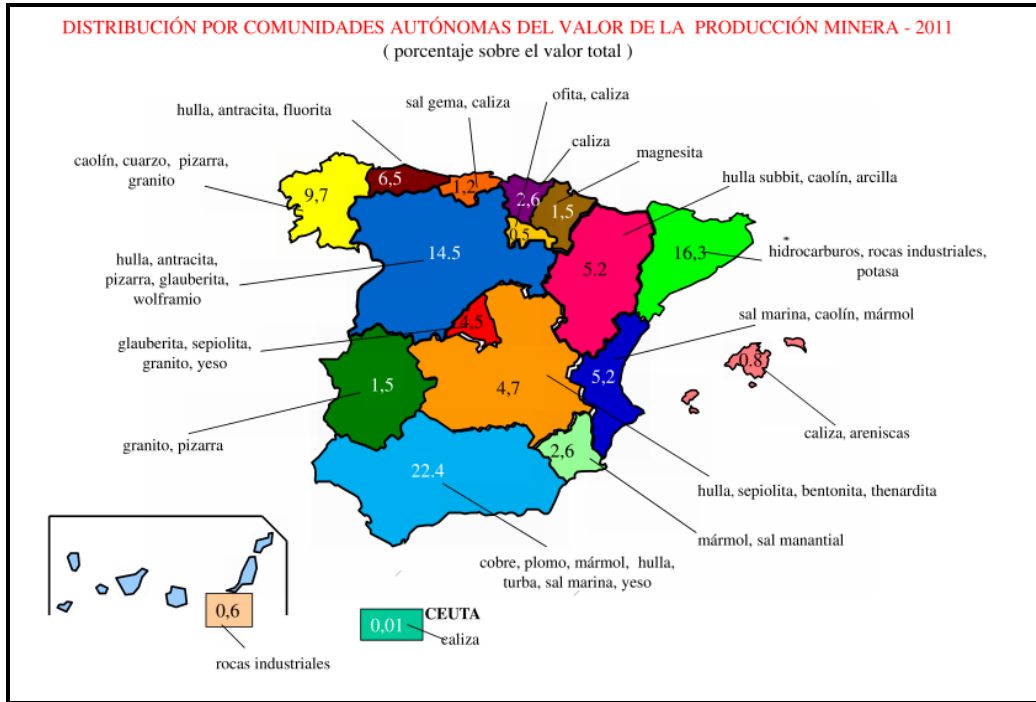 DISTRIBUCIÓN POR COMUNIDADES AUTÓNOMAS DEL VALOR DE LA PRODUCCIÓN MINERA - 2011
( porcentaje sobre el valor total )
ofita, caliza
sal gema, caliza
hulla, antracita, fluorita
caliza
magnesita
caolín, cuarzo, pizarra,
granito
hulla subbit, caolín, arcilla
6,5
1,2
9,7
2,6
1,5
0,5
14.5
5.2
16,3
hidrocarburos, rocas industriales,
potasa
hulla, antracita,
pizarra, glauberita,
wolframio
sal marina, caolín, mármol
4,5
glauberita, sepiolita,
granito, yeso
0.8
1,5
4,7
5,2
caliza, areniscas
granito, pizarra
2,6
22.4
hulla, sepiolita, bentonita, thenardita
mármol, sal manantial
cobre, plomo, mármol, hulla,
turba, sal marina, yeso
0,6
CEUTA
0,01
caliza
rocas industriales